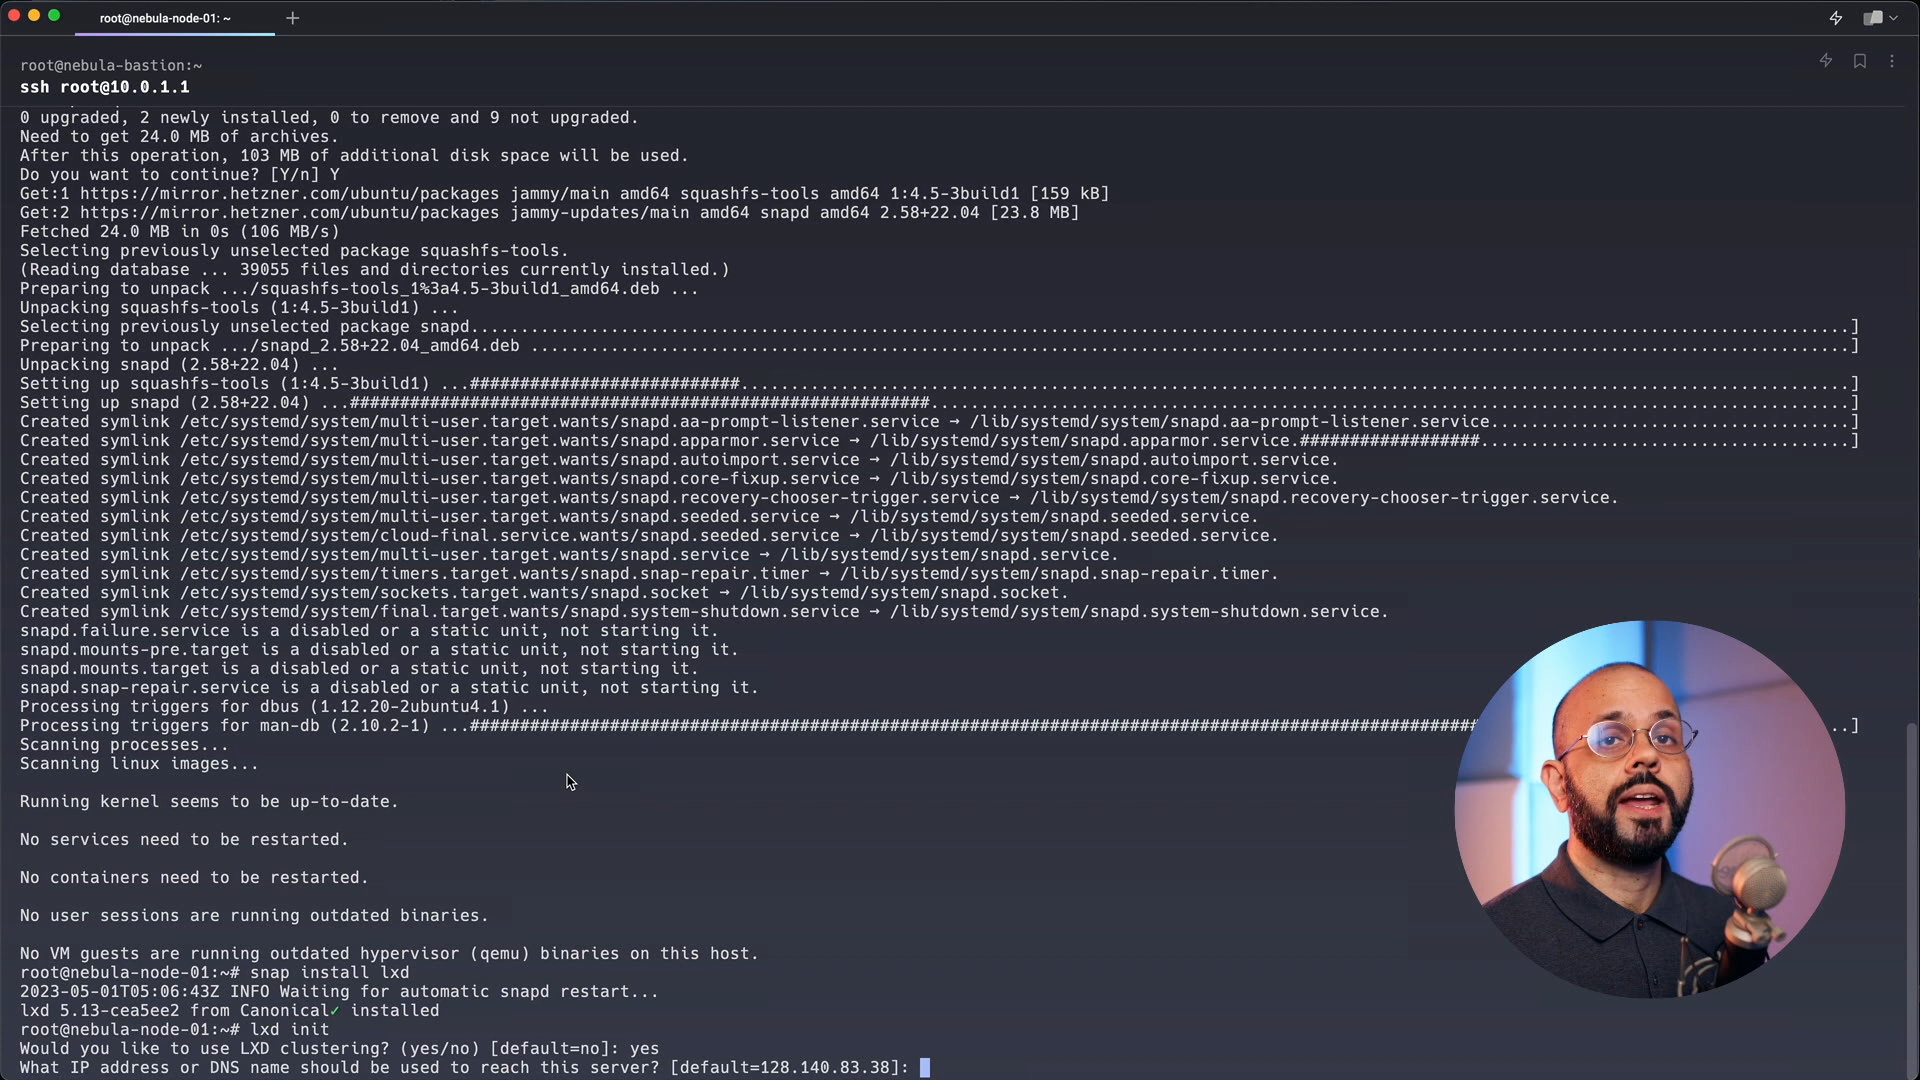 root@nebula-node-01: ~
root@nebula-bastion:~
ssh root@10.0.1.1
0 upgraded, 2 newly installed, 0 to remove and 9 not upgraded.
Need to get 24.0 MB of archives.
After this operation, 103 MB of additional disk space will be used.
Do you want to continue? [Y/n] Y
Get:1 https://mirror.hetzner.com/ubuntu/packages jammy/main amd64 squashfs-tools amd64 1:4.5-3build1 [159 kB]
Get:2 https://mirror.hetzner.com/ubuntu/packages jammy-updates/main amd64 snapd amd64 2.58+22.04 [23.8 MB]
Fetched 24.0 MB in 0s (106 MB/s)
Selecting previously unselected package squashfs-tools.
(Reading database ... 39055 files and directories currently installed.)
Preparing to unpack .../squashfs-tools_1%3a4.5-3build1_amd64.deb ...
Unpacking squashfs-tools (1:4.5-3build1) ...
Selecting previously unselected package snapd..........................................................................................................................................]
Preparing to unpack .../snapd_2.58+22.04_amd64.deb ....................................................................................................................................]
Unpacking snapd (2.58+22.04) ...
Setting up squashfs-tools (1:4.5-3build1) ...###########################...............................................................................................................]
Setting up snapd (2.58+22.04) ...##########################################################............................................................................................]
Created symlink /etc/systemd/system/multi-user.target.wants/snapd.aa-prompt-listener.service → /lib/systemd/system/snapd.aa-prompt-listener.service....................................]
Created symlink /etc/systemd/system/multi-user.target.wants/snapd.apparmor.service → /lib/systemd/system/snapd.apparmor.service.##################.....................................]
Created symlink /etc/systemd/system/multi-user.target.wants/snapd.autoimport.service → /lib/systemd/system/snapd.autoimport.service.
Created symlink /etc/systemd/system/multi-user.target.wants/snapd.core-fixup.service → /lib/systemd/system/snapd.core-fixup.service.
Created symlink /etc/systemd/system/multi-user.target.wants/snapd.recovery-chooser-trigger.service → /lib/systemd/system/snapd.recovery-chooser-trigger.service.
Created symlink /etc/systemd/system/multi-user.target.wants/snapd.seeded.service → /lib/systemd/system/snapd.seeded.service.
Created symlink /etc/systemd/system/cloud-final.service.wants/snapd.seeded.service → /lib/systemd/system/snapd.seeded.service.
Created symlink /etc/systemd/system/multi-user.target.wants/snapd.service → /lib/systemd/system/snapd.service.
Created symlink /etc/systemd/system/timers.target.wants/snapd.snap-repair.timer → /lib/systemd/system/snapd.snap-repair.timer.
Created symlink /etc/systemd/system/sockets.target.wants/snapd.socket → /lib/systemd/system/snapd.socket.
Created symlink /etc/systemd/system/final.target.wants/snapd.system-shutdown.service → /lib/systemd/system/snapd.system-shutdown.service.
snapd.failure.service is a disabled or a static unit, not starting it.
snapd.mounts-pre.target is a disabled or a static unit, not starting it.
snapd.mounts.target is a disabled or a static unit, not starting it.
snapd.snap-repair.service is a disabled or a static unit, not starting it.
Processing triggers for dbus (1.12.20-2ubuntu4.1) ...
Processing triggers for man-db (2.10.2-1) ...##################################################################################################### ..]
Scanning processes...
Scanning linux images...
Running kernel seems to be up-to-date.
No services need to be restarted.
No containers need to be restarted.
No user sessions are running outdated binaries.
No VM guests are running outdated hypervisor (qemu) binaries on this host.
root@nebula-node-01:~# snap install lxd
2023-05-01T05:06:43Z INFO Waiting for automatic snapd restart...
lxd 5.13-cea5ee2 from Canonical✓ installed
root@nebula-node-01:~# lxd init
Would you like to use LXD clustering? (yes/no) [default=no]: yes
What IP address or DNS name should be used to reach this server? [default=128.140.83.38]: